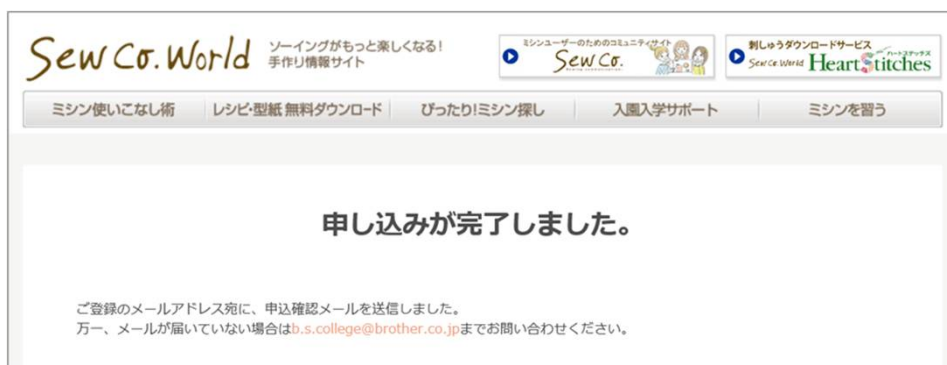 Sew Co. World
ソーイングがもっと楽しくなる!
手作り情報サイト
ミシンユーザーのためのコミュニティサイト
Sew Co.
刺しゅうダウンロードサービス
Sew Co. World Heart Stitches
ハートステッチズ
ミシン使いこなし術
レシピ・型紙 無料ダウンロード
ぴったり!ミシン探し
入園入学サポート
ミシンを習う
申し込みが完了しました。
ご登録のメールアドレス宛に、申込確認メールを送信しました。
万一、メールが届いていない場合はb.s.college@brother.co.jpまでお問い合わせください。